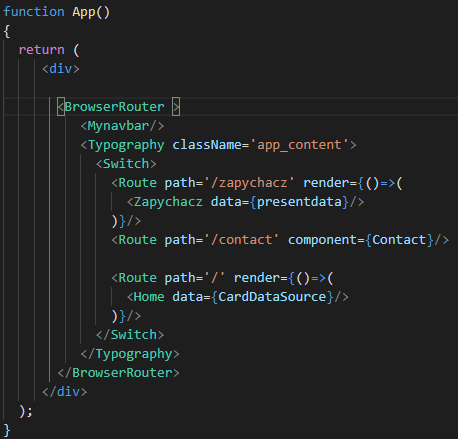 function App()
{
  return (
     <div>
       <BrowserRouter >
          <Mynavbar/>
          <Typography className='app_content'>
            <Switch>
              <Route path='/zapychacz' render={()=>(
                <Zapychacz data={presentdata}/>
              )}/>
              <Route path='/contact' component={Contact}/>
              <Route path='/' render={()=>(
                <Home data={CardDataSource}/>
              )}/>
            </Switch>
          </Typography>
       </BrowserRouter>
     </div>
  );
}